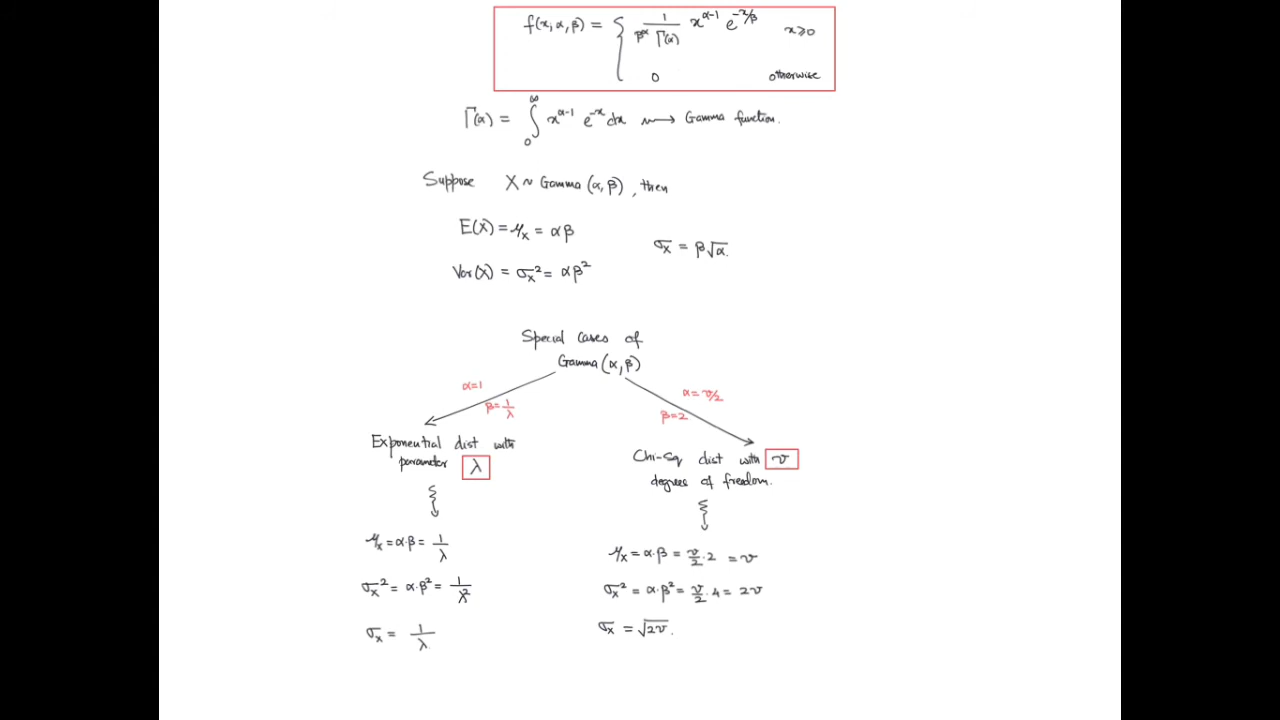 f(x; α, β) = { 1/(β^α Γ(α)) x^(α-1) e^(-x/β) x ≥ 0
0 otherwise
Γ(α) = ∫₀^∞ x^(α-1) e^(-x) dx ⟿ Gamma function.
Suppose X ~ Gamma (α, β), then
E(X) = μ_X = αβ
σ_X = β√α.
Var(X) = σ_X² = αβ²
Special cases of
Gamma (α, β)
α=1
β=1/λ
α=ν/2
β=2
Exponential dist with
parameter λ
Chi-Sq dist with ν
degrees of freedom.
μ_X = α·β = 1/λ
σ_X² = α·β² = 1/λ²
σ_X = 1/λ
μ_X = α·β = ν/2 · 2 = ν
σ_X² = α·β² = ν/2 · 4 = 2ν
σ_X = √2ν.